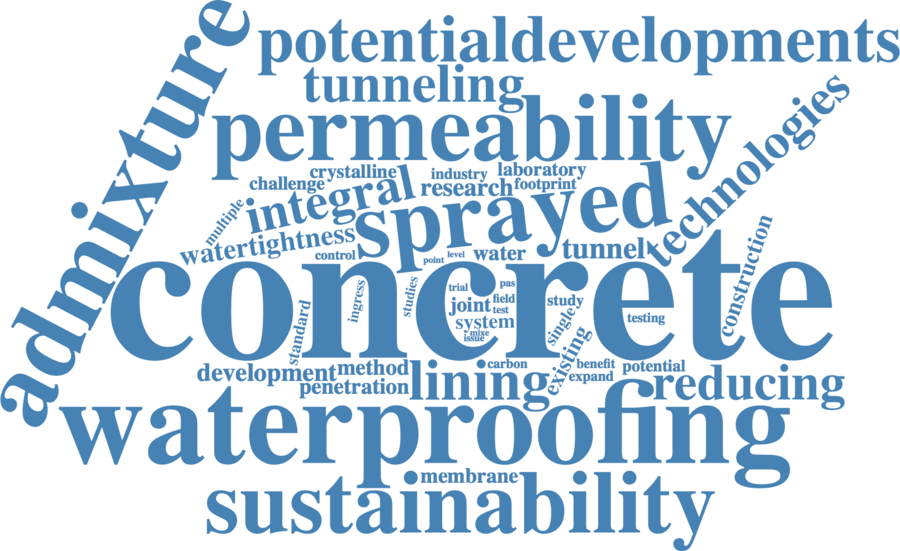 admixture
potentialdevelopments
tunneling
permeability
technologies
crystalline
industry
laboratory
challenge
integral
research
footprint
multiple
sprayed
watertightness
control
point
level
water
tunnel
concrete
construction
ingress
studies
trial
pas
joint
field
test
system
mixe
issue
study
single
testing
standard
existing
development
method
penetration
lining
carbon
benefit
expand
potential
reducing
waterproofing
membrane
sustainability